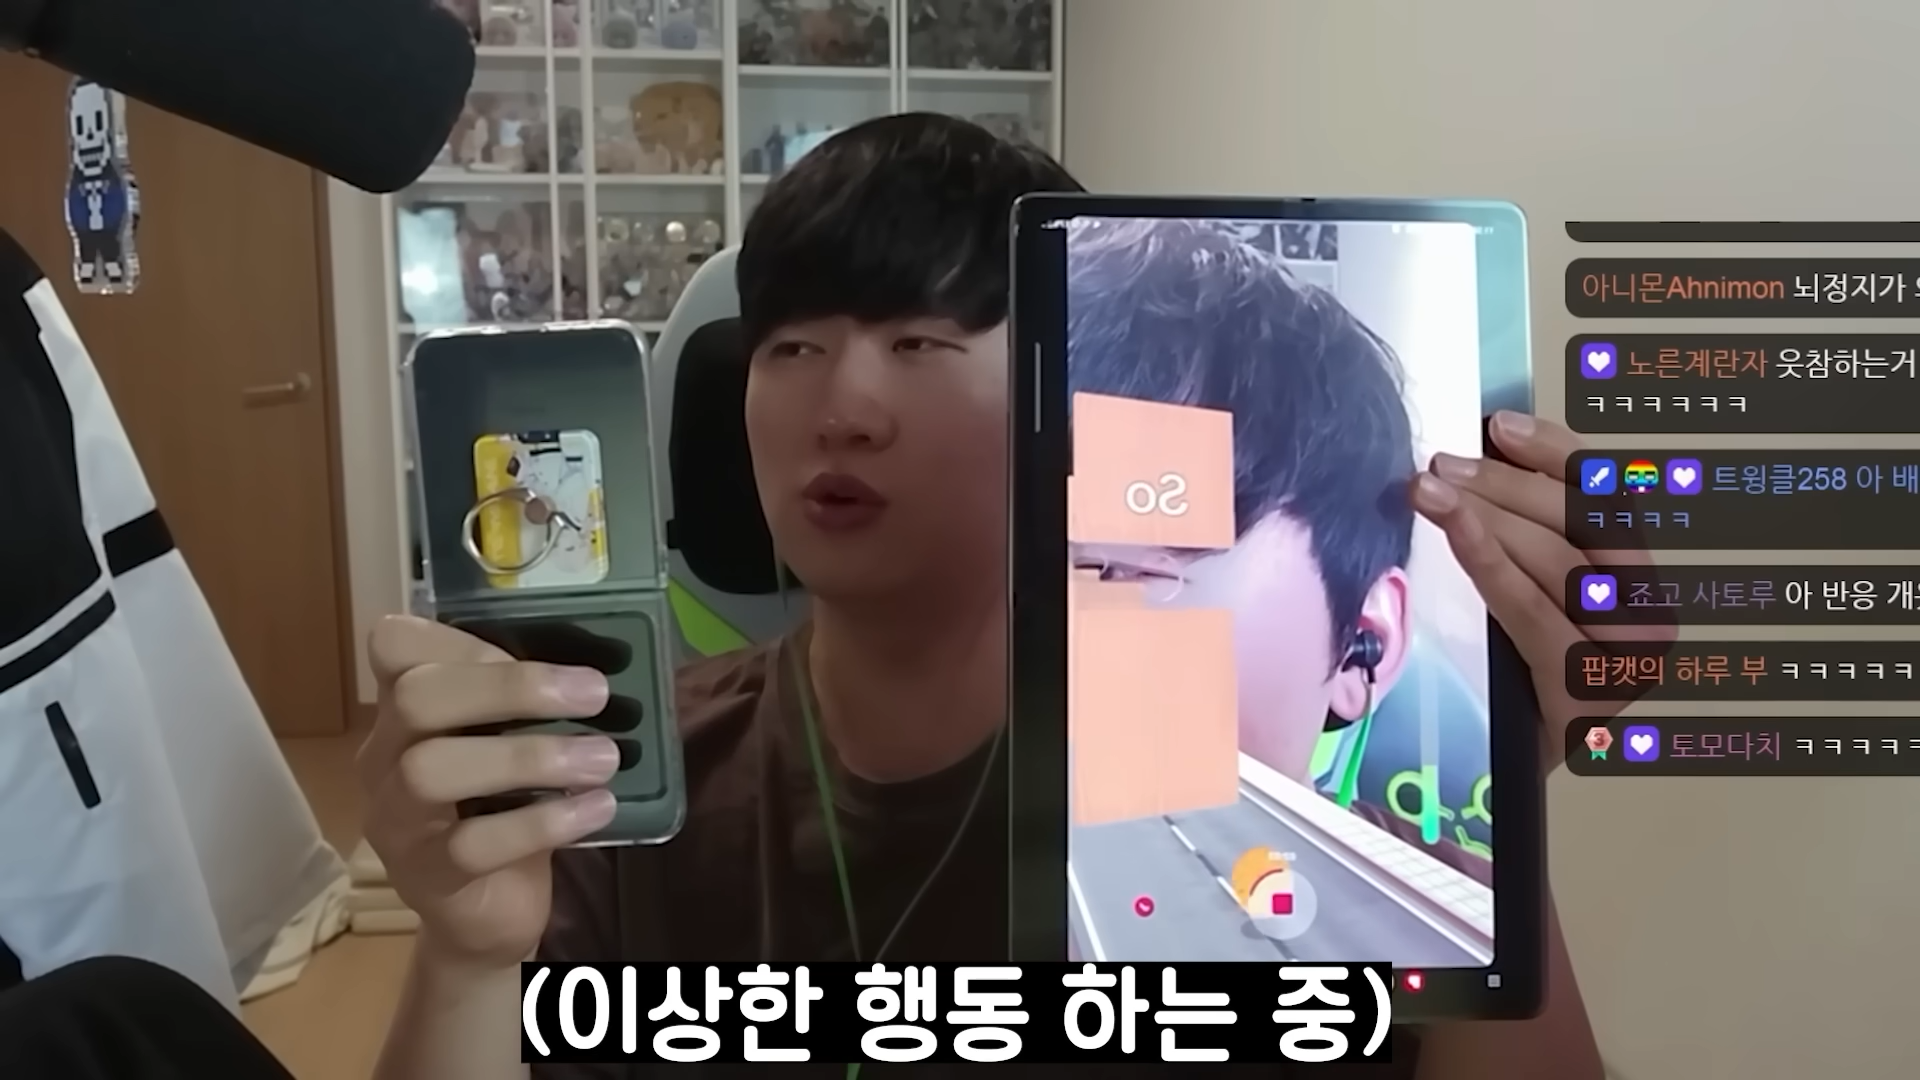 아니몬Ahnimon 뇌정지가
노른계란자 웃참하는거
ㅋㅋㅋㅋㅋㅋ
트윙클258 아 배
ㅋㅋㅋㅋ
죠고 사토루 아 반응
3 토모다치 ㅋㅋㅋㅋ
팝캣의 하루 부 ㅋㅋㅋㅋㅋ
So
(이상한 행동 하는 중)